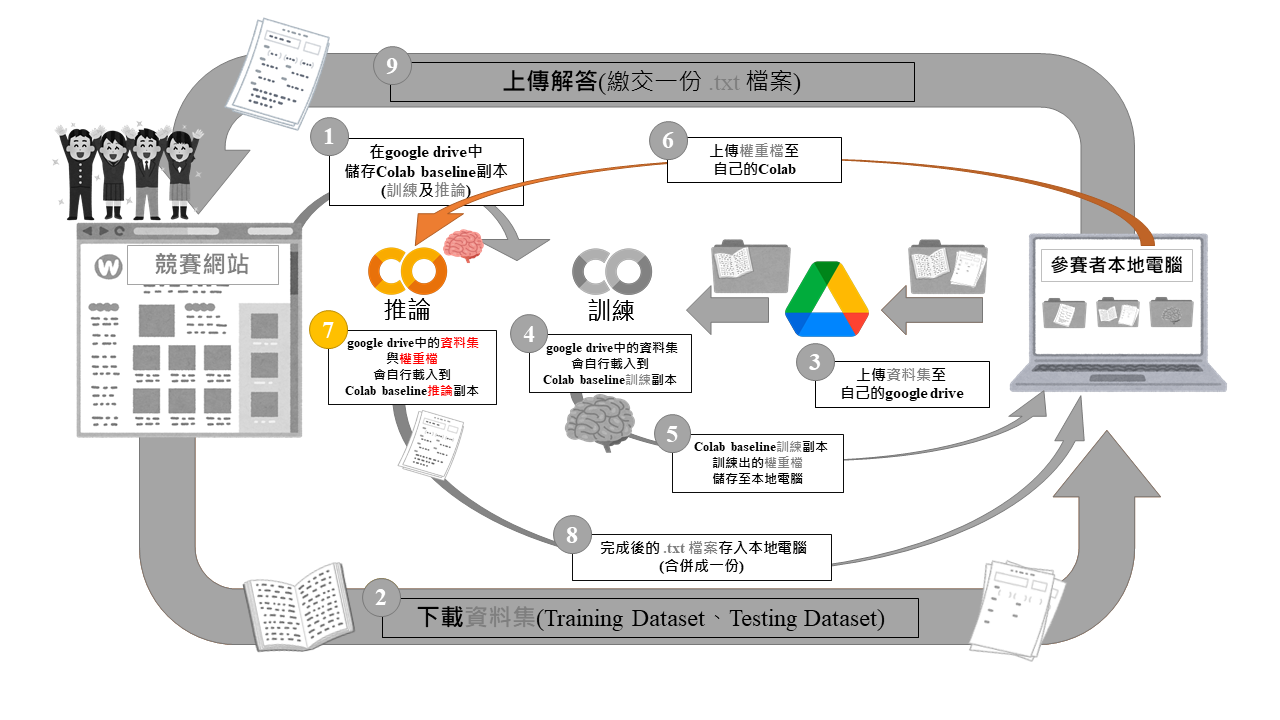 9
上傳解答(繳交一份 .txt 檔案)
1
在google drive中
儲存Colab baseline副本
(訓練及推論)
6
上傳權重檔至
自己的Colab
W
競賽網站
推論
訓練
參賽者本地電腦
7
google drive中的資料集
與權重檔
會自行載入到
Colab baseline推論副本
4
google drive中的資料集
會自行載入到
Colab baseline訓練副本
3
上傳資料集至
自己的google drive
5
Colab baseline訓練副本
訓練出的權重檔
儲存至本地電腦
8
完成後的 .txt 檔案存入本地電腦
(合併成一份)
2
下載資料集(Training Dataset、Testing Dataset)